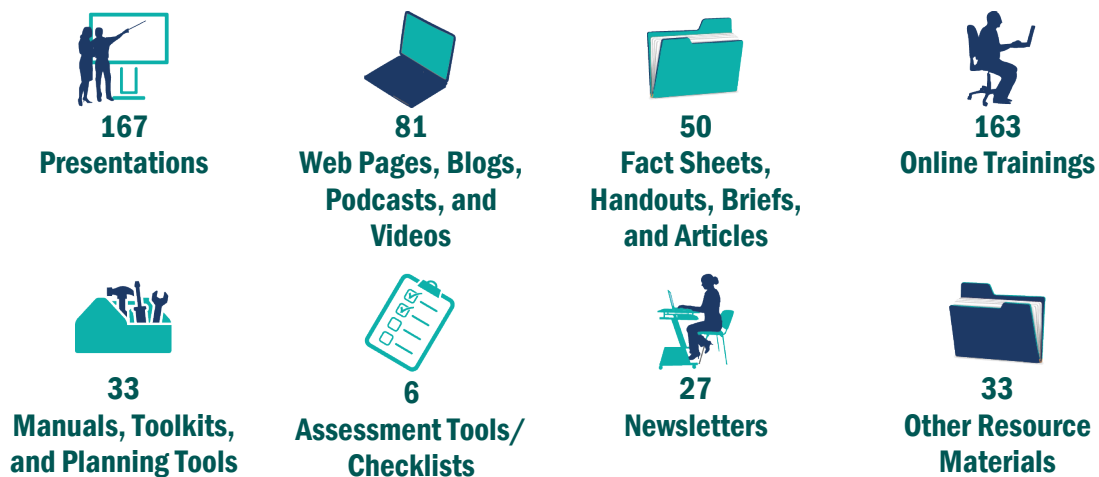 167
Presentations
81
Web Pages, Blogs,
Podcasts, and
Videos
50
Fact Sheets,
Handouts, Briefs,
and Articles
163
Online Trainings
33
Manuals, Toolkits,
and Planning Tools
6
Assessment Tools/
Checklists
27
Newsletters
33
Other Resource
Materials